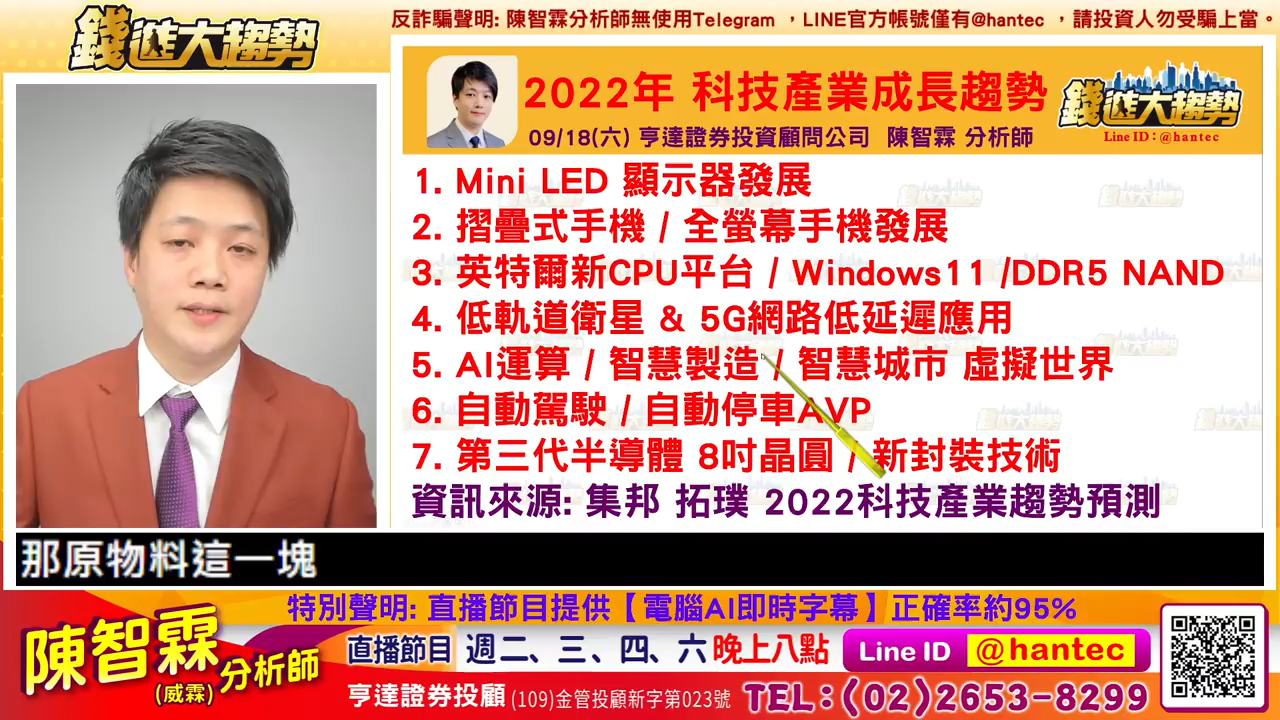 反詐騙聲明: 陳智霖分析師無使用Telegram ,LINE官方帳號僅有@hantec ,請投資人勿受騙上當。
錢進大趨勢
2022年 科技產業成長趨勢
09/18(六) 亨達證券投資顧問公司 陳智霖 分析師
錢進大趨勢
Line ID:@hantec
1. Mini LED 顯示器發展
2. 摺疊式手機 / 全螢幕手機發展
3. 英特爾新CPU平台 / Windows11 /DDR5 NAND
4. 低軌道衛星 & 5G網路低延遲應用
5. AI運算 / 智慧製造 / 智慧城市 虛擬世界
6. 自動駕駛 / 自動停車AVP
7. 第三代半導體 8吋晶圓 / 新封裝技術
資訊來源: 集邦 拓璞 2022科技產業趨勢預測
那原物料這一塊
特別聲明: 直播節目提供【電腦AI即時字幕】正確率約95%
陳智霖(威霖)分析師
直播節目 週二、三、四、六晚上八點
Line ID @hantec
亨達證券投顧 (109)金管投顧新字第023號 TEL:(02)2653-8299